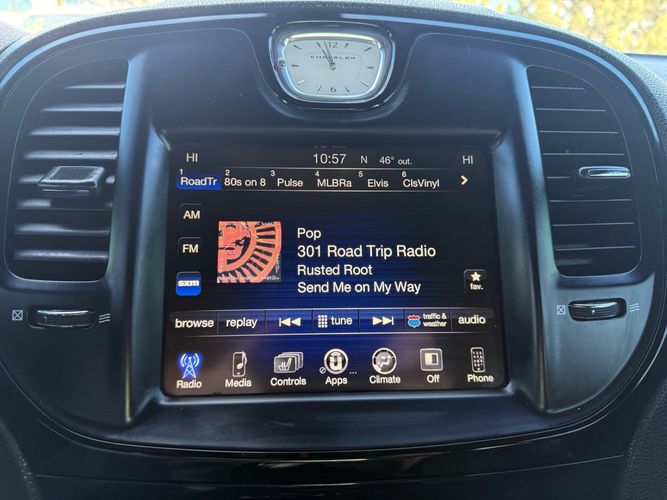 12
CHRYSLER
HI 10:57 N 46° out. HI
1 2 3 4 5 6
RoadTr 80s on 8 Pulse MLBRa Elvis ClsVinyl >
AM
FM
sxm
Pop
301 Road Trip Radio
Rusted Root
Send Me on My Way
fav.
browse replay tune traffic & weather audio
Radio Media Controls Apps ... Climate Off Phone